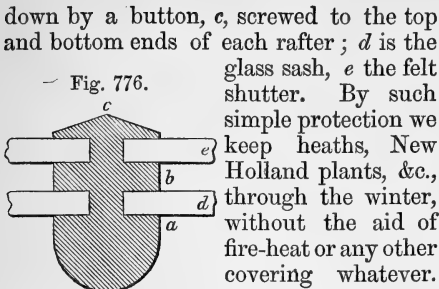 down by a button, c, screwed to the top
and bottom ends of each rafter; d is the
glass sash, e the felt
shutter. By such
simple protection we
keep heaths, New
Holland plants, &c.,
through the winter,
without the aid of
fire-heat or any other
covering whatever.
Fig. 776.
c
e
b
d
a